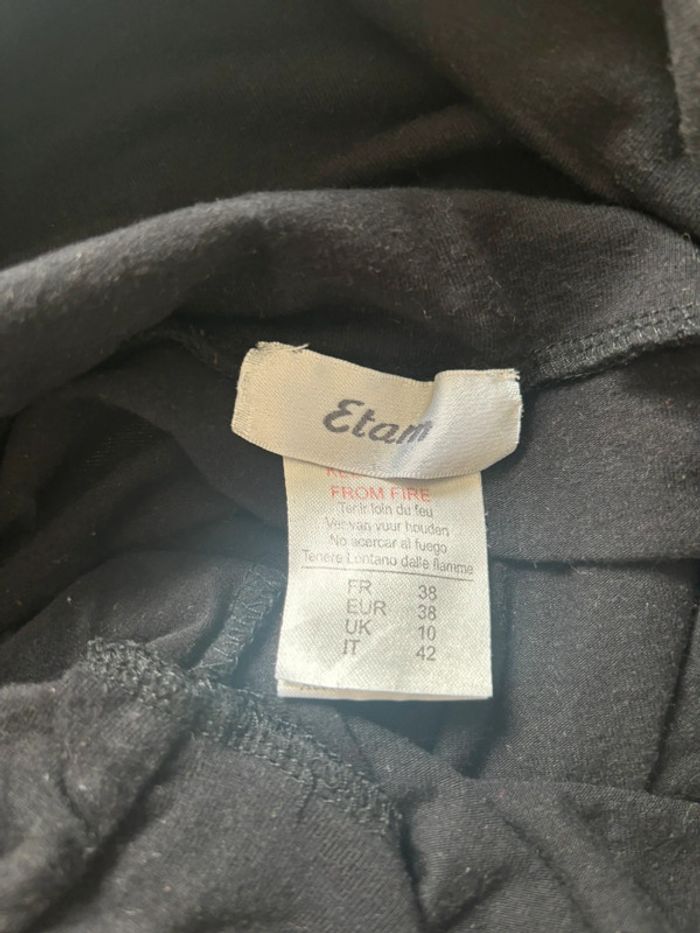 Etam
FROM FIRE
Tenir loin du feu
Ver van vuur houden
No acercar al fuego
Tenere Lontano dalle fiamme
FR 38
EUR 38
UK 10
IT 42